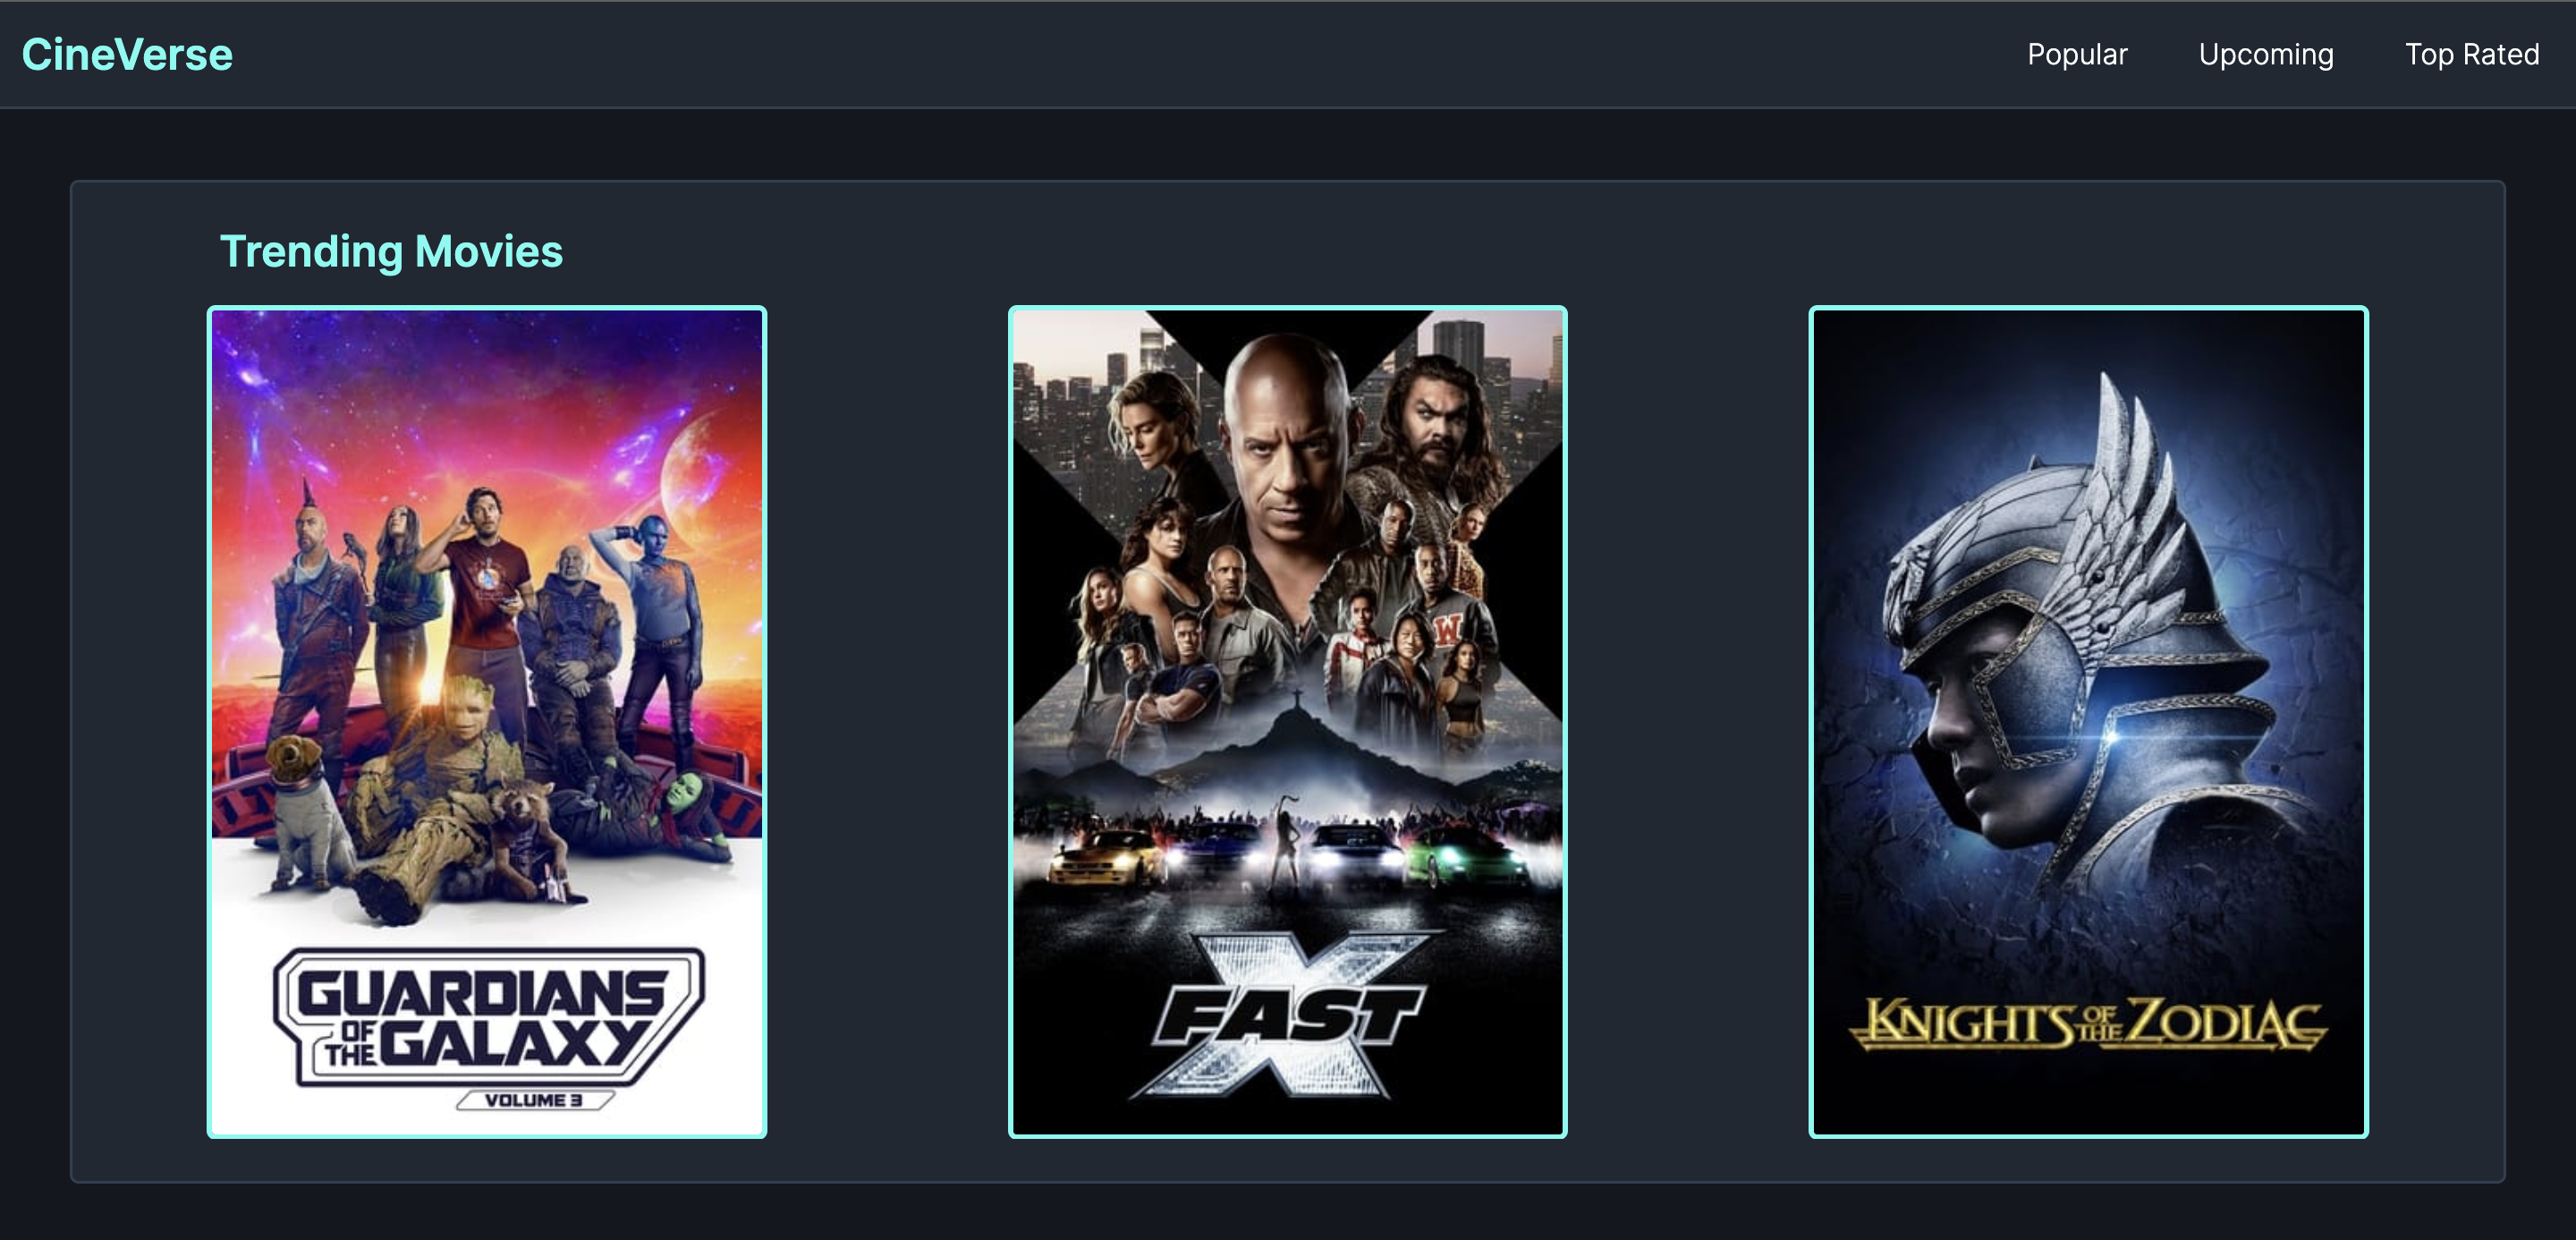 CineVerse
Popular
Upcoming
Top Rated
Trending Movies
GUARDIANS
OF THE GALAXY
VOLUME 3
W
X
FAST
KNIGHTS OF THE ZODIAC